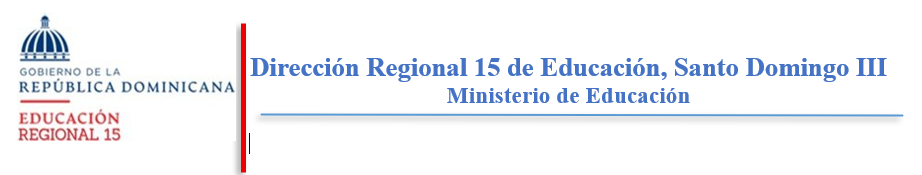 GOBIERNO DE LA
REPÚBLICA DOMINICANA
EDUCACIÓN
REGIONAL 15
Dirección Regional 15 de Educación, Santo Domingo III
Ministerio de Educación